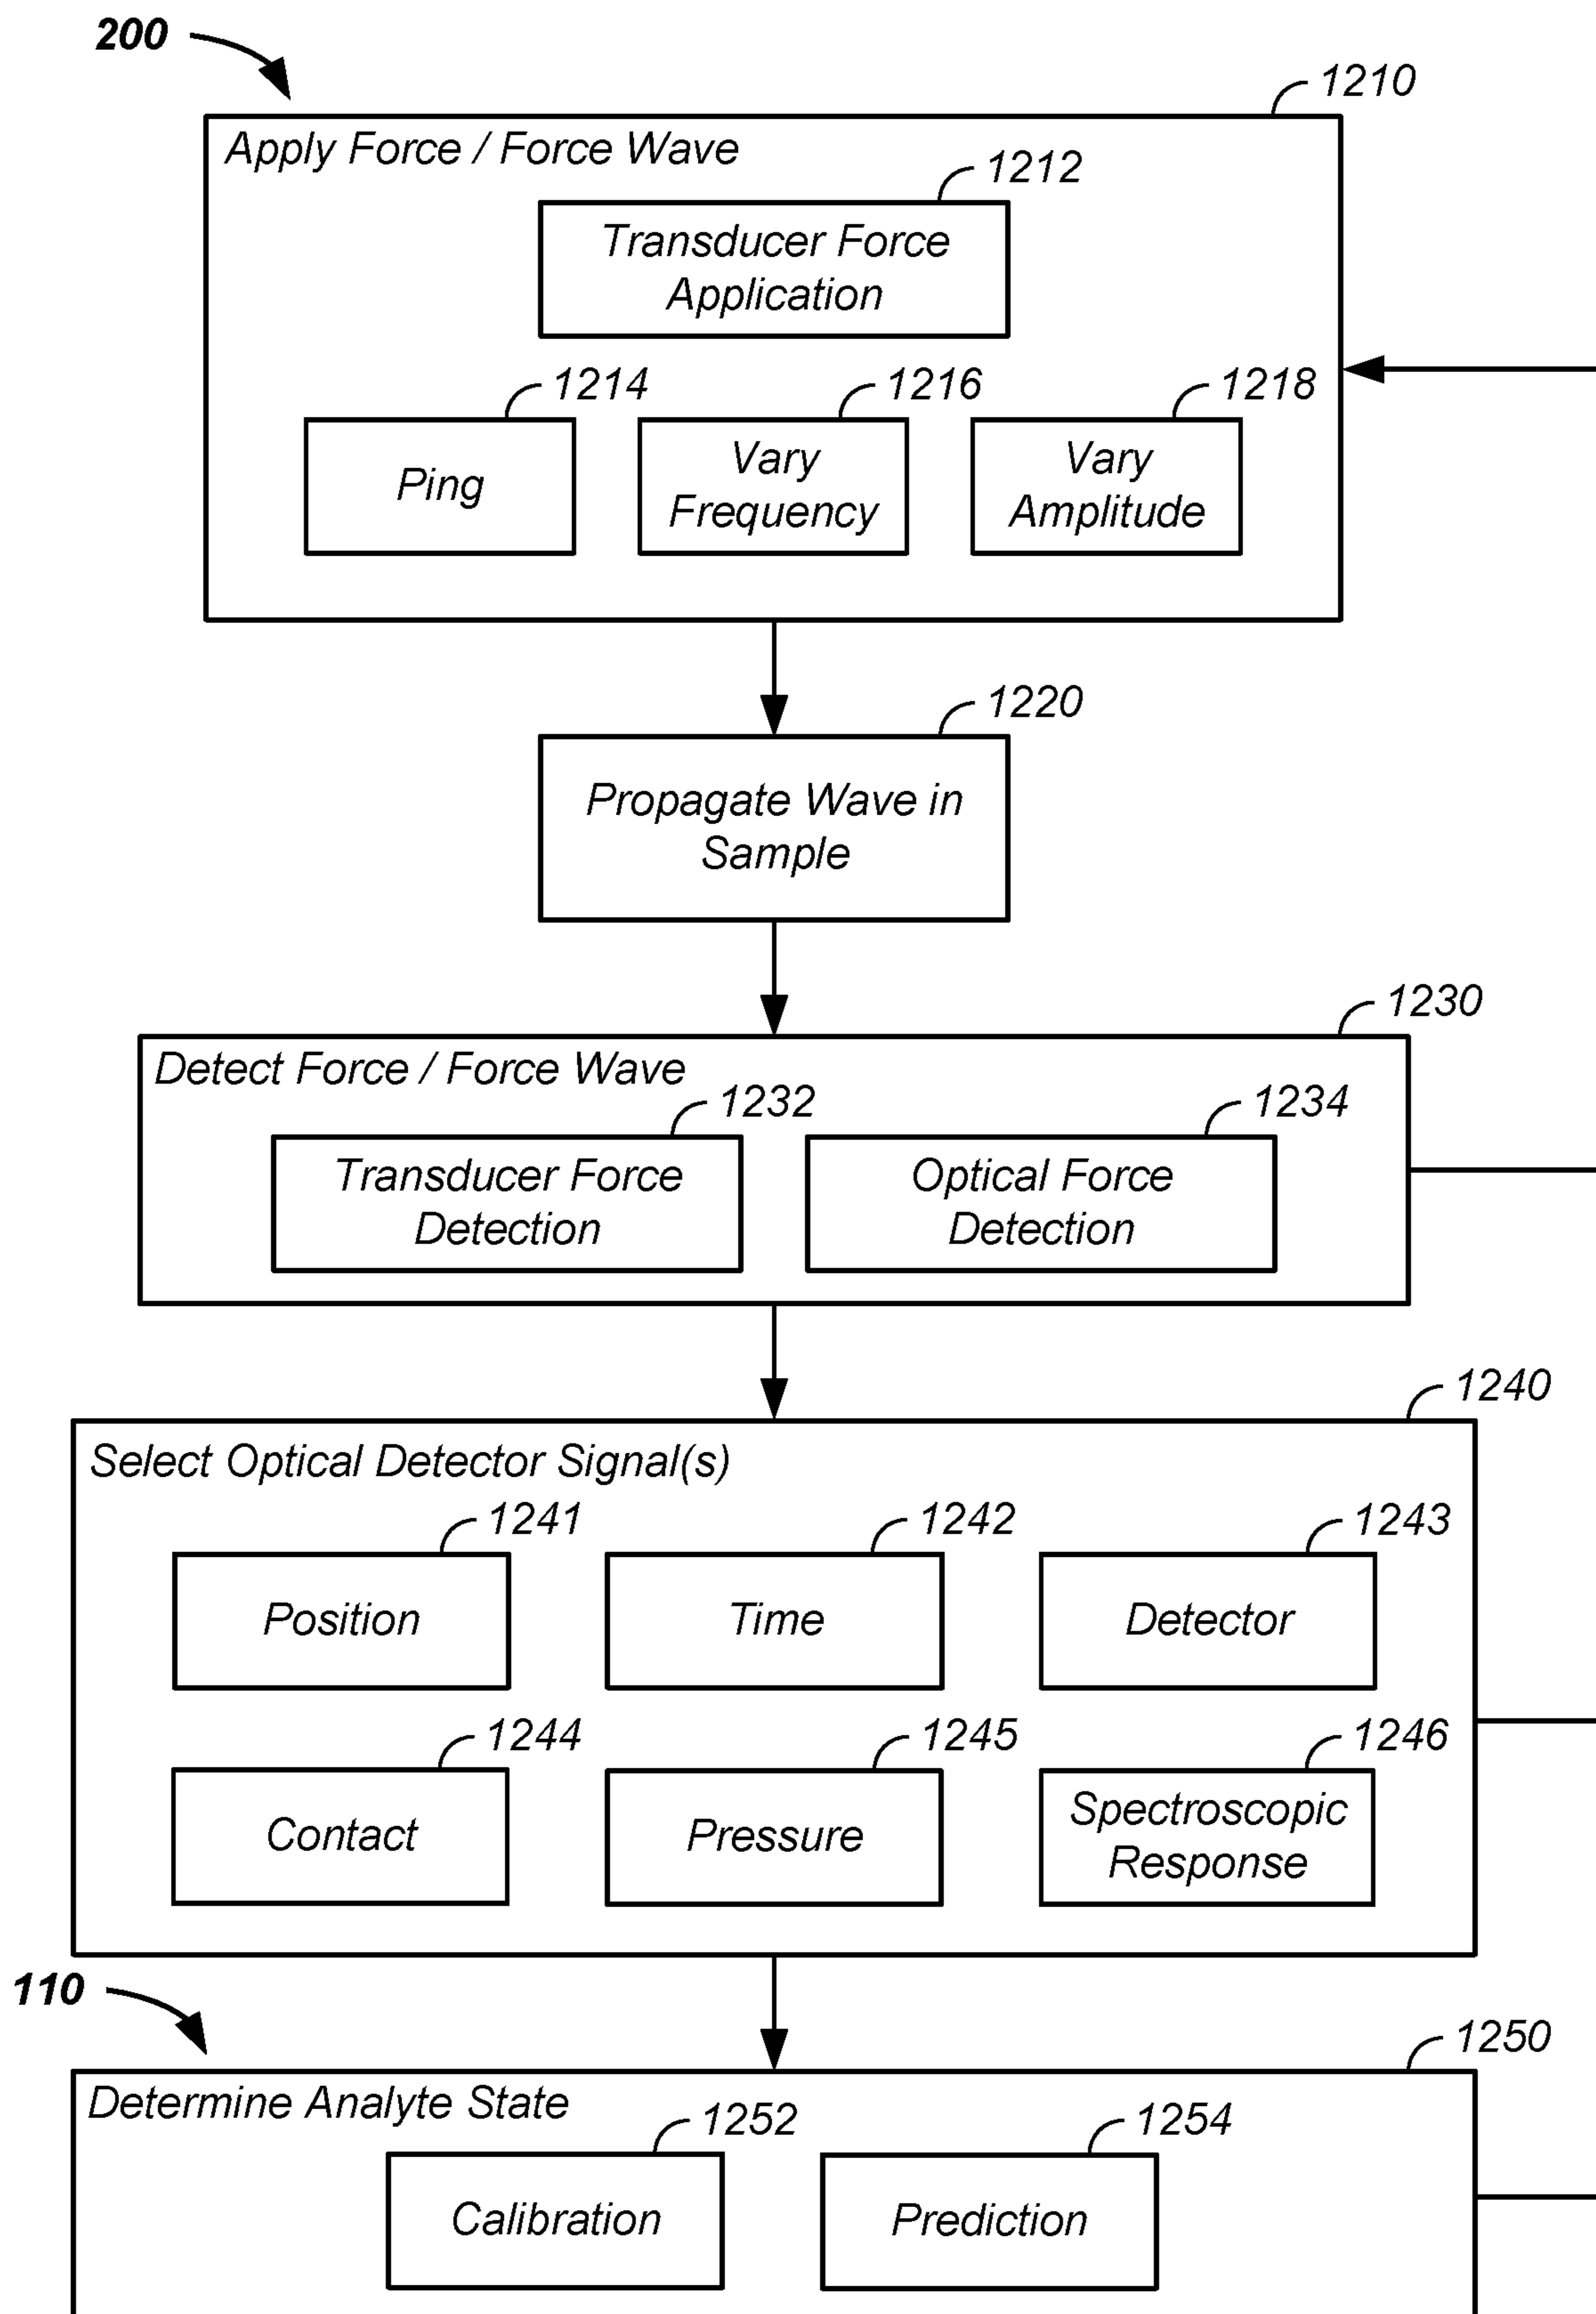 200
1210
Apply Force / Force Wave
1212
Transducer Force
Application
1214
1216
1218
Ping
Vary
Frequency
Vary
Amplitude
1220
Propagate Wave in
Sample
1230
Detect Force / Force Wave
1232
1234
Transducer Force
Detection
Optical Force
Detection
1240
Select Optical Detector Signal(s)
1241
1242
1243
Position
Time
Detector
1244
1245
1246
Contact
Pressure
Spectroscopic
Response
110
1250
Determine Analyte State
1252
1254
Calibration
Prediction